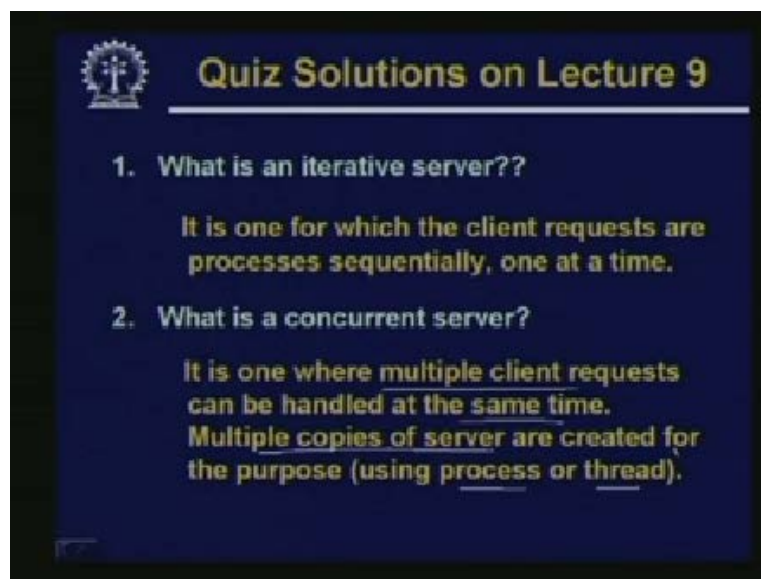 Quiz Solutions on Lecture 9
1. What is an iterative server??
It is one for which the client requests are
processes sequentially, one at a time.
2. What is a concurrent server?
It is one where multiple client requests
can be handled at the same time.
Multiple copies of server are created for
the purpose (using process or thread).